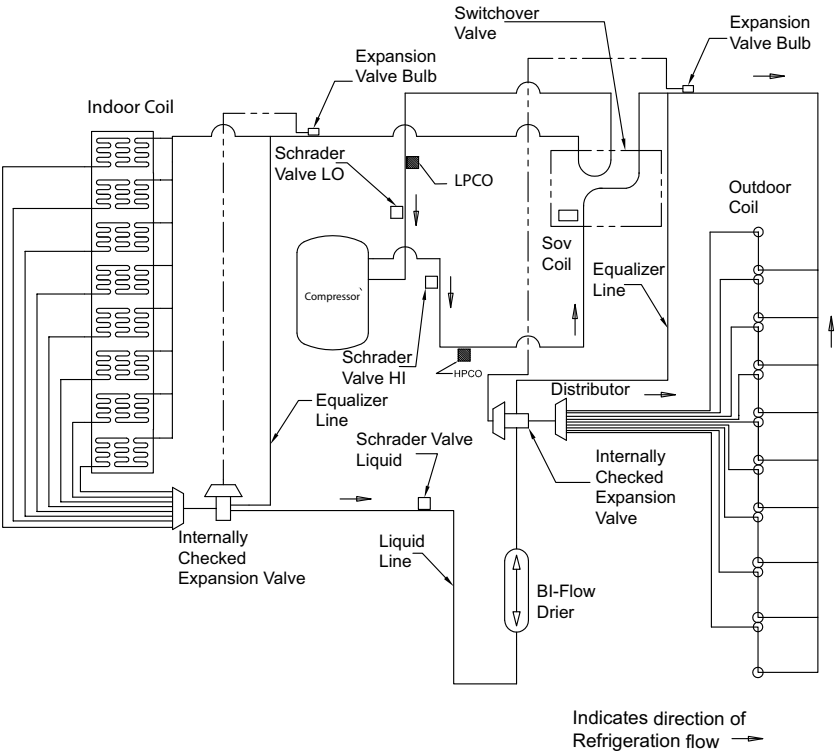 Switchover
Valve
Expansion
Valve Bulb
Expansion
Valve Bulb
Indoor Coil
Schrader
Valve LO
LPCO
Outdoor
Coil
Sov
Coil
Equalizer
Line
Compressor`
Schrader
Valve HI
HPCO
Distributor
Equalizer
Line
Schrader Valve
Liquid
Internally
Checked
Expansion
Valve
Internally
Checked
Expansion Valve
Liquid
Line
BI-Flow
Drier
Indicates direction of
Refrigeration flow